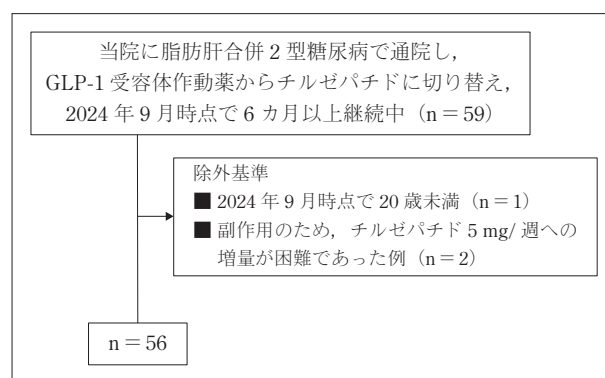 当院に脂肪肝合併 2 型糖尿病で通院し，
GLP-1 受容体作動薬からチルゼパチドに切り替え，
2024 年 9 月時点で 6 カ月以上継続中（n = 59）
除外基準
■ 2024 年 9 月時点で 20 歳未満（n = 1）
■ 副作用のため，チルゼパチド 5 mg/ 週への
増量が困難であった例（n = 2）
n = 56